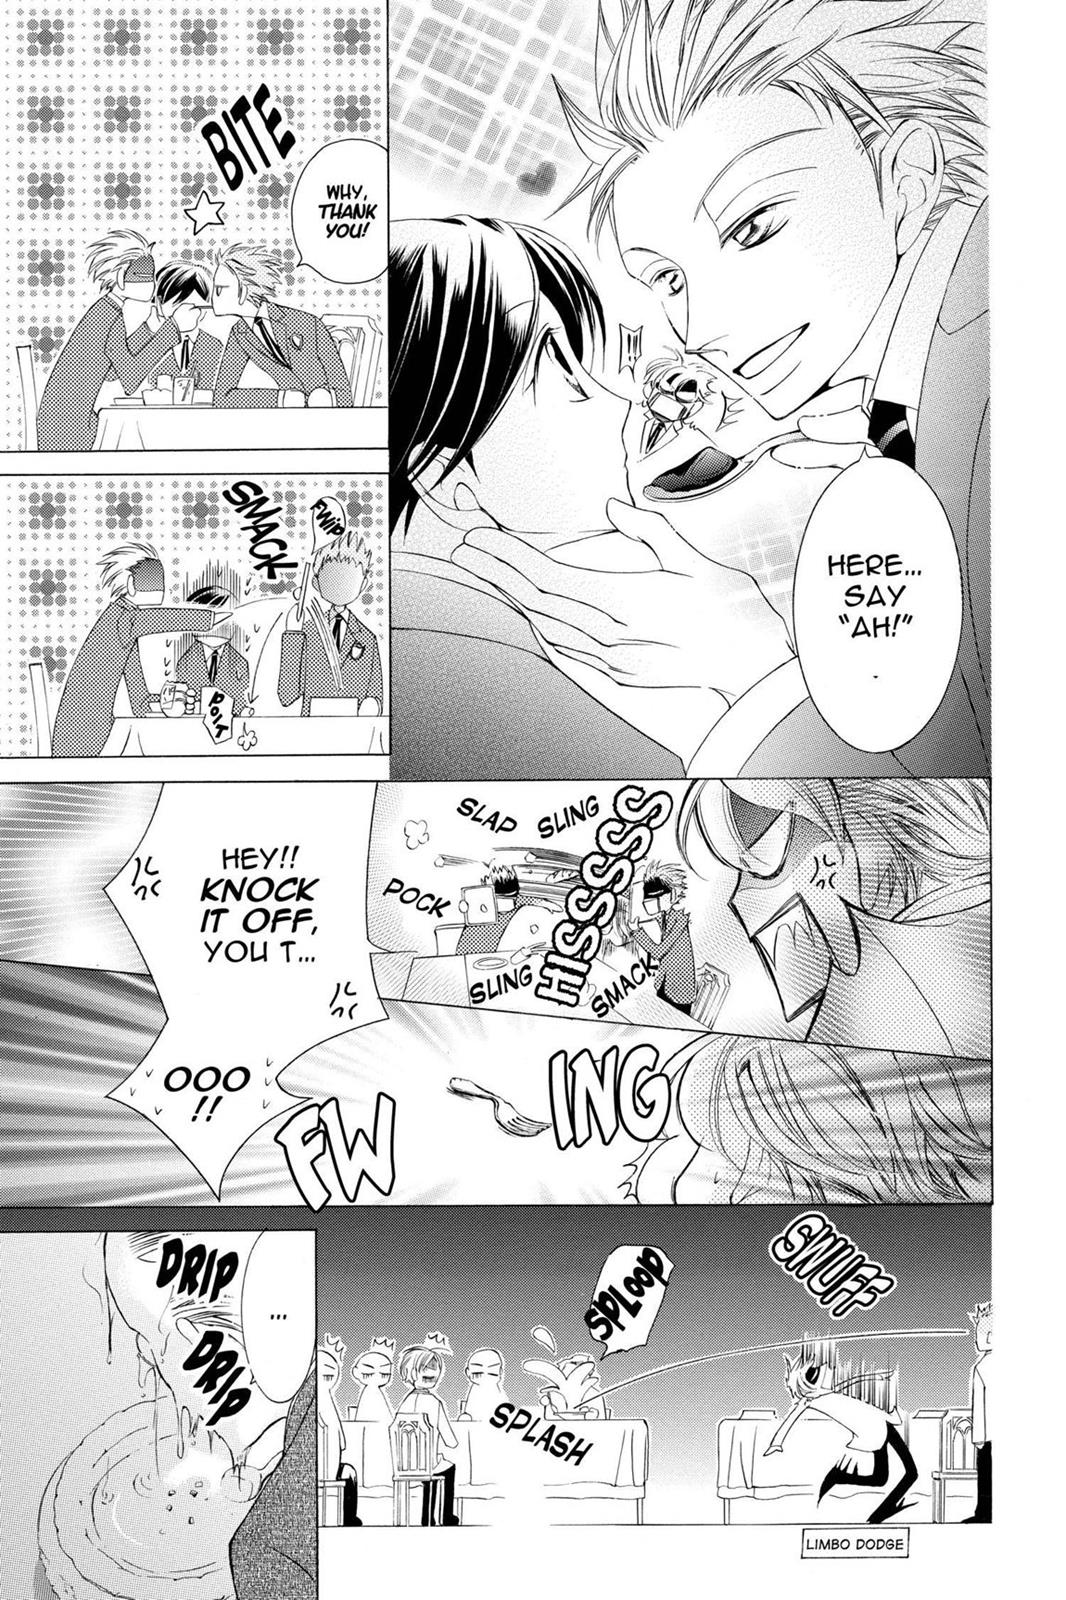 HERE...
SAY
"AH!"
!!
WHY,
THANK
YOU!
BITE
FWIP
SMACK
POIT
SLAP
SLING
HISSSSS
POCK
SLING
SMACK
HEY!!
KNOCK
IT OFF,
YOU T...
OOO
!!
FW
ING
SNUFF
SPLOOP
SPLASH
LIMBO DODGE
DRIP
DRIP
...